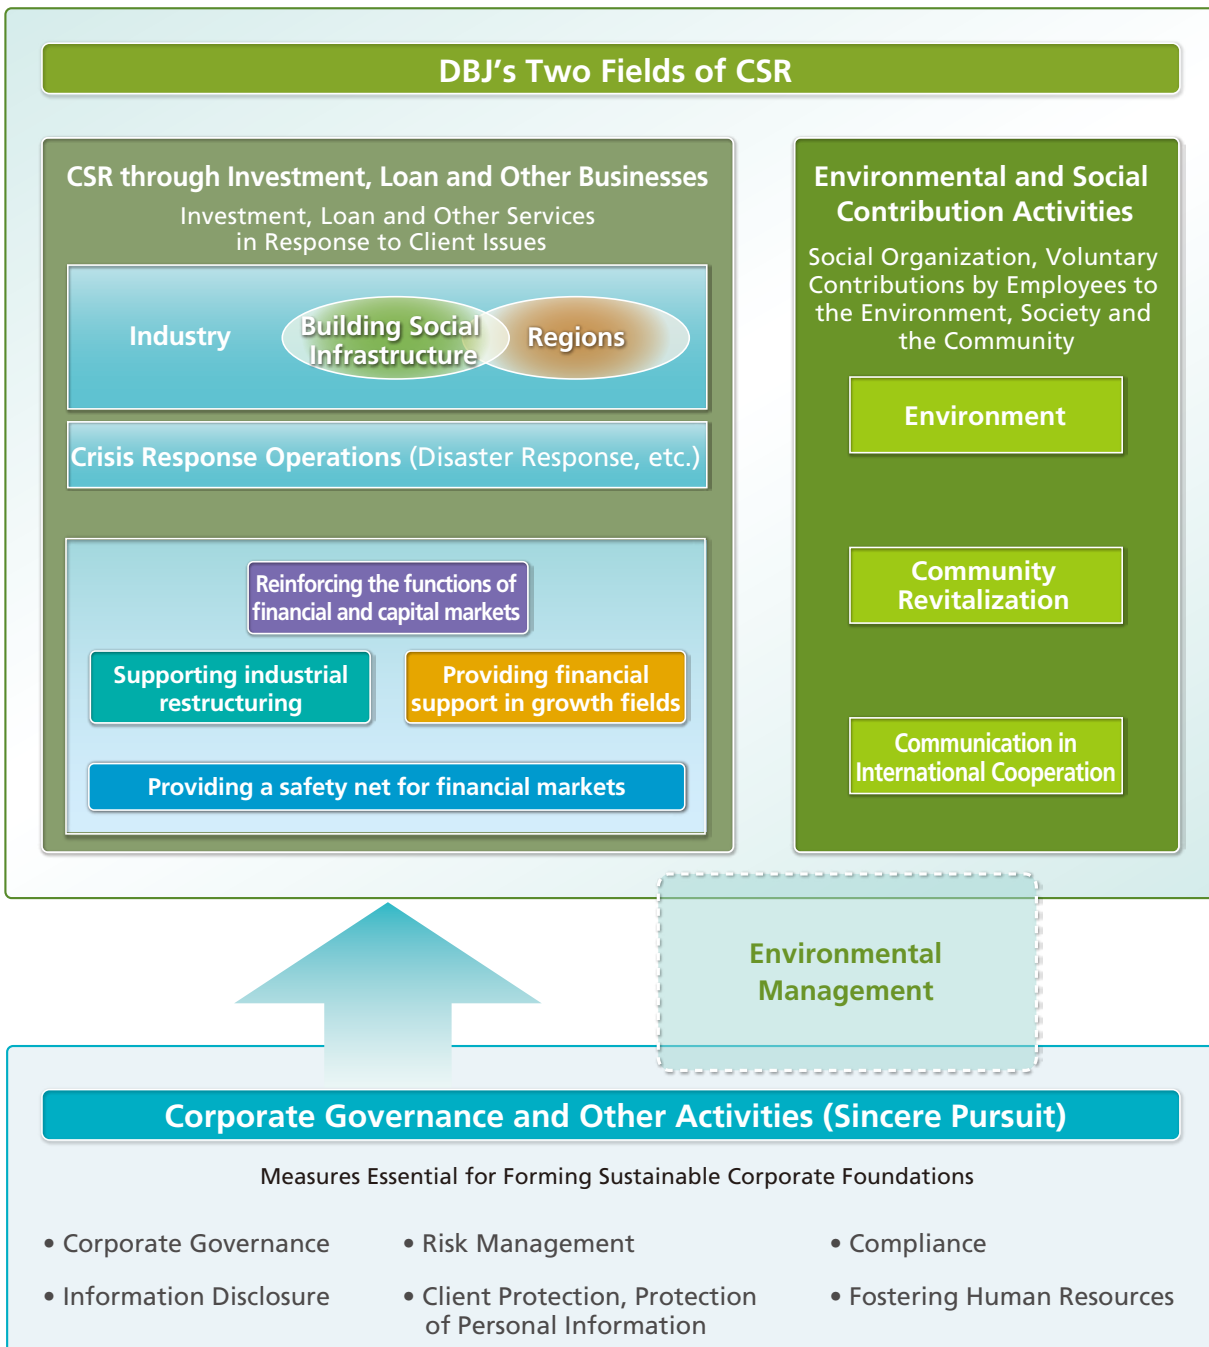 DBJ's Two Fields of CSR
CSR through Investment, Loan and Other Businesses
Investment, Loan and Other Services
in Response to Client Issues
Industry
Building Social
Infrastructure
Regions
Crisis Response Operations (Disaster Response, etc.)
Reinforcing the functions of
financial and capital markets
Supporting industrial
restructuring
Providing financial
support in growth fields
Providing a safety net for financial markets
Environmental and Social
Contribution Activities
Social Organization, Voluntary
Contributions by Employees to
the Environment, Society and
the Community
Environment
Community
Revitalization
Communication in
International Cooperation
Environmental
Management
Corporate Governance and Other Activities (Sincere Pursuit)
Measures Essential for Forming Sustainable Corporate Foundations
• Corporate Governance
• Risk Management
• Compliance
• Information Disclosure
• Client Protection, Protection
of Personal Information
• Fostering Human Resources